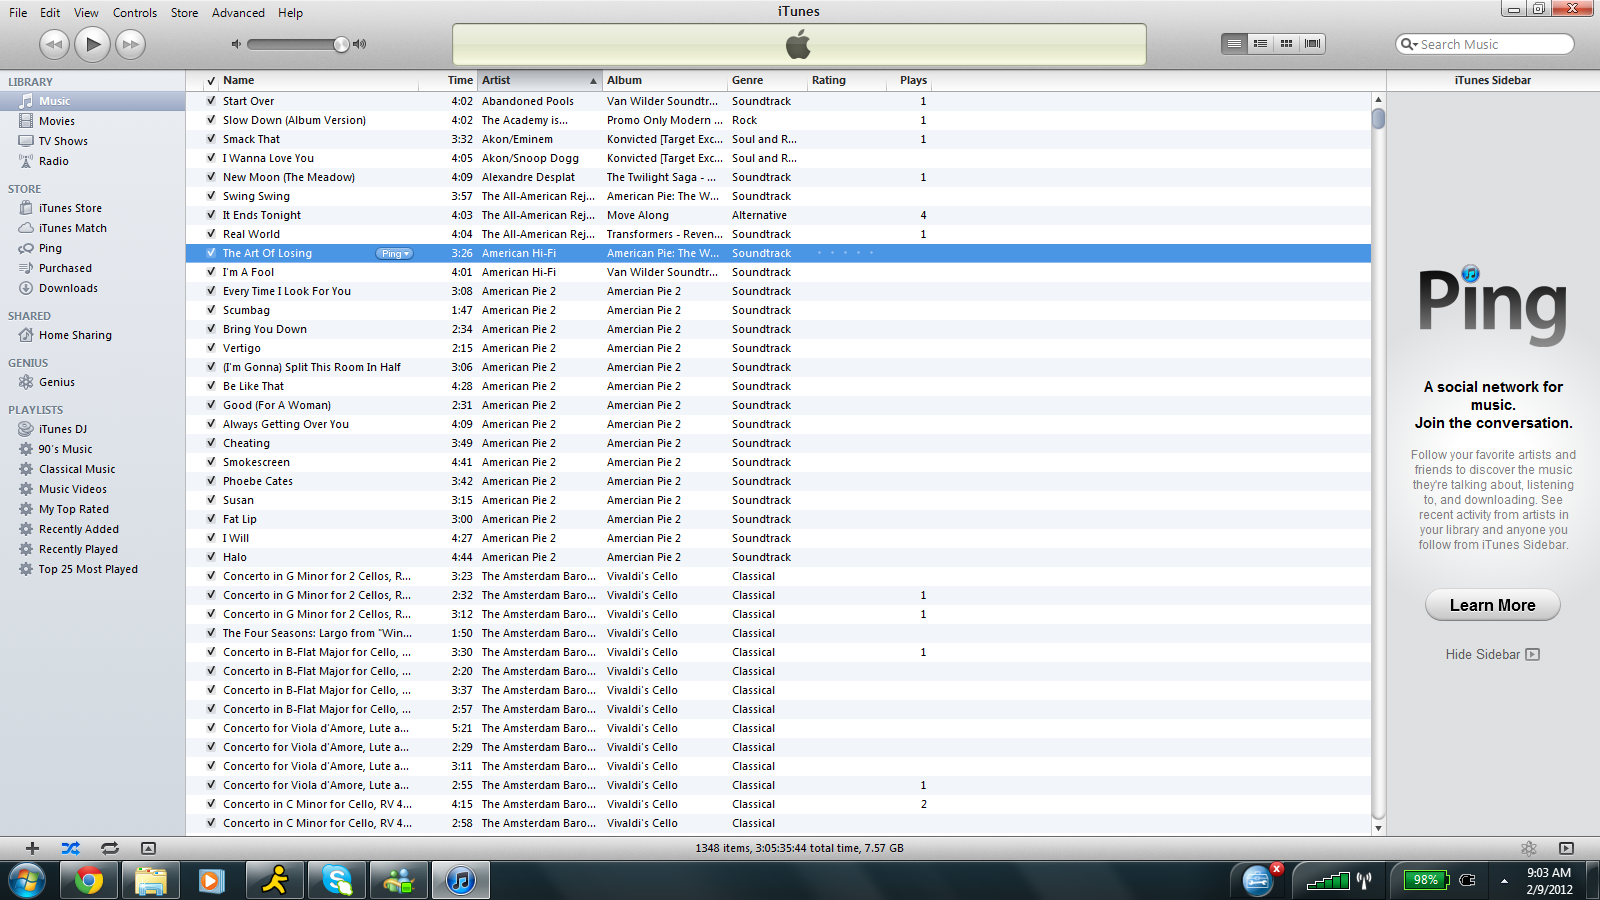 iTunes
File Edit View Controls Store Advanced Help
Search Music
LIBRARY
Music
Movies
TV Shows
Radio
STORE
iTunes Store
iTunes Match
Ping
Purchased
Downloads
SHARED
Home Sharing
GENIUS
Genius
PLAYLISTS
iTunes DJ
90's Music
Classical Music
Music Videos
My Top Rated
Recently Added
Recently Played
Top 25 Most Played
Name Time Artist Album Genre Rating Plays
Start Over 4:02 Abandoned Pools Van Wilder Soundtr... Soundtrack 1
Slow Down (Album Version) 4:02 The Academy is... Promo Only Modern ... Rock 1
Smack That 3:32 Akon/Eminem Konvicted [Target Exc... Soul and R... 1
I Wanna Love You 4:05 Akon/Snoop Dogg Konvicted [Target Exc... Soul and R...
New Moon (The Meadow) 4:09 Alexandre Desplat The Twilight Saga - ... Soundtrack 1
Swing Swing 3:57 The All-American Rej... American Pie: The W... Soundtrack
It Ends Tonight 4:03 The All-American Rej... Move Along Alternative 4
Real World 4:04 The All-American Rej... Transformers - Reven... Soundtrack 1
The Art Of Losing Ping 3:26 American Hi-Fi American Pie: The W... Soundtrack
I'm A Fool 4:01 American Hi-Fi Van Wilder Soundtr... Soundtrack
Every Time I Look For You 3:08 American Pie 2 Amercian Pie 2 Soundtrack
Scumbag 1:47 American Pie 2 Amercian Pie 2 Soundtrack
Bring You Down 2:34 American Pie 2 Amercian Pie 2 Soundtrack
Vertigo 2:15 American Pie 2 Amercian Pie 2 Soundtrack
(I'm Gonna) Split This Room In Half 3:06 American Pie 2 Amercian Pie 2 Soundtrack
Be Like That 4:28 American Pie 2 Amercian Pie 2 Soundtrack
Good (For A Woman) 2:31 American Pie 2 Amercian Pie 2 Soundtrack
Always Getting Over You 4:09 American Pie 2 Amercian Pie 2 Soundtrack
Cheating 3:49 American Pie 2 Amercian Pie 2 Soundtrack
Smokescreen 4:41 American Pie 2 Amercian Pie 2 Soundtrack
Phoebe Cates 3:42 American Pie 2 Amercian Pie 2 Soundtrack
Susan 3:15 American Pie 2 Amercian Pie 2 Soundtrack
Fat Lip 3:00 American Pie 2 Amercian Pie 2 Soundtrack
I Will 4:27 American Pie 2 Amercian Pie 2 Soundtrack
Halo 4:44 American Pie 2 Amercian Pie 2 Soundtrack
Concerto in G Minor for 2 Cellos, R... 3:23 The Amsterdam Baro... Vivaldi's Cello Classical
Concerto in G Minor for 2 Cellos, R... 2:32 The Amsterdam Baro... Vivaldi's Cello Classical 1
Concerto in G Minor for 2 Cellos, R... 3:12 The Amsterdam Baro... Vivaldi's Cello Classical 1
The Four Seasons: Largo from "Win... 1:50 The Amsterdam Baro... Vivaldi's Cello Classical
Concerto in B-Flat Major for Cello, ... 3:30 The Amsterdam Baro... Vivaldi's Cello Classical 1
Concerto in B-Flat Major for Cello, ... 2:20 The Amsterdam Baro... Vivaldi's Cello Classical
Concerto in B-Flat Major for Cello, ... 3:37 The Amsterdam Baro... Vivaldi's Cello Classical
Concerto in B-Flat Major for Cello, ... 2:57 The Amsterdam Baro... Vivaldi's Cello Classical
Concerto for Viola d'Amore, Lute a... 5:21 The Amsterdam Baro... Vivaldi's Cello Classical
Concerto for Viola d'Amore, Lute a... 2:29 The Amsterdam Baro... Vivaldi's Cello Classical
Concerto for Viola d'Amore, Lute a... 3:11 The Amsterdam Baro... Vivaldi's Cello Classical
Concerto for Viola d'Amore, Lute a... 2:55 The Amsterdam Baro... Vivaldi's Cello Classical 1
Concerto in C Minor for Cello, RV 4... 4:15 The Amsterdam Baro... Vivaldi's Cello Classical 2
Concerto in C Minor for Cello, RV 4... 2:58 The Amsterdam Baro... Vivaldi's Cello Classical
iTunes Sidebar
Ping
A social network for
music.
Join the conversation.
Follow your favorite artists and
friends to discover the music
they're talking about, listening
to, and downloading. See
recent activity from artists in
your library and anyone you
follow from iTunes Sidebar.
Learn More
Hide Sidebar
1348 items, 3:05:35:44 total time, 7.57 GB
98%
9:03 AM
2/9/2012